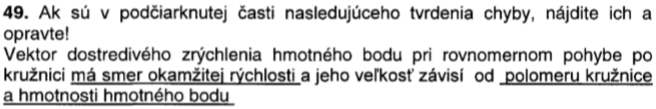 49. Ak sú v podčiarknutej časti nasledujúceho tvrdenia chyby, nájdite ich a
opravte!
Vektor dostredivého zrýchlenia hmotného bodu pri rovnomernom pohybe po
kružnici má smer okamžitej rýchlosti a jeho veľkosť závisí od polomeru kružnice
a hmotnosti hmotného bodu